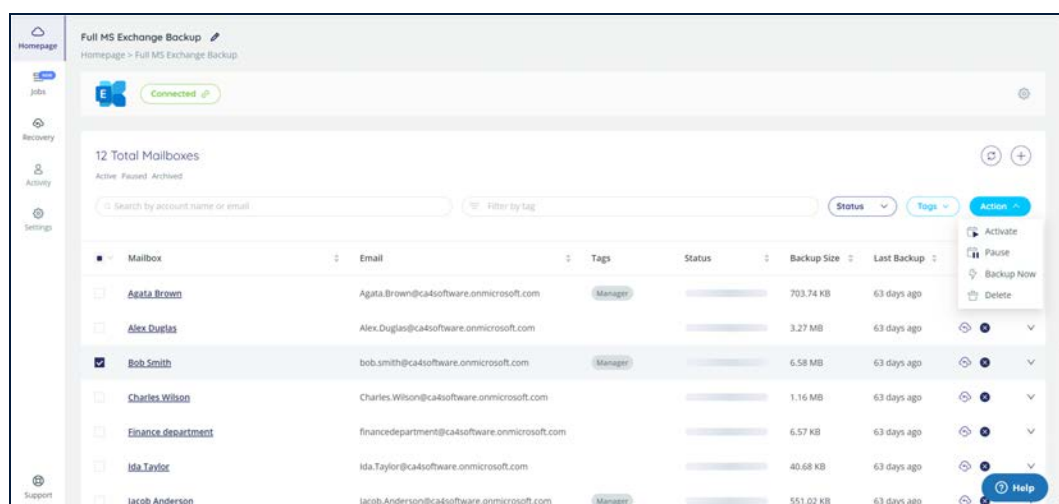 Homepage
Full MS Exchange Backup
Homepage > Full MS Exchange Backup
NEW
Jobs
E
Connected
Recovery
12 Total Mailboxes
Active Paused Archived
Activity
Search by account name or email
Filter by tag
Status
Tags
Action
Settings
Activate
Pause
Backup Now
Delete
Mailbox Email Tags Status Backup Size Last Backup
Agata Brown Agata.Brown@ca4software.onmicrosoft.com Manager 703.74 KB 63 days ago
Alex Duglas Alex.Duglas@ca4software.onmicrosoft.com 3.27 MB 63 days ago
Bob Smith bob.smith@ca4software.onmicrosoft.com Manager 6.58 MB 63 days ago
Charles Wilson Charles.Wilson@ca4software.onmicrosoft.com 1.16 MB 63 days ago
Finance department financedepartment@ca4software.onmicrosoft.com 6.57 KB 63 days ago
Ida Taylor Ida.Taylor@ca4software.onmicrosoft.com 40.68 KB 63 days ago
Jacob Anderson Jacob.Anderson@ca4software.onmicrosoft.com Manager 551.02 KB 63 days ago
Support
Help